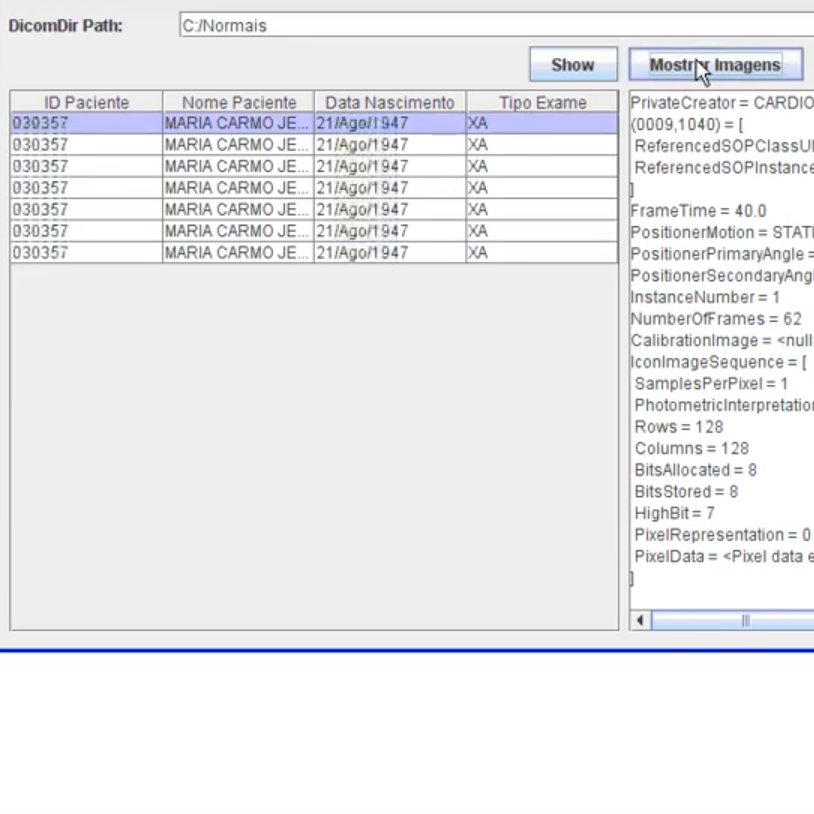 DicomDir Path: C:/Normais
Show Mostrar Imagens
ID Paciente Nome Paciente Data Nascimento Tipo Exame
030357 MARIA CARMO JE... 21/Ago/1947 XA
030357 MARIA CARMO JE... 21/Ago/1947 XA
030357 MARIA CARMO JE... 21/Ago/1947 XA
030357 MARIA CARMO JE... 21/Ago/1947 XA
030357 MARIA CARMO JE... 21/Ago/1947 XA
030357 MARIA CARMO JE... 21/Ago/1947 XA
030357 MARIA CARMO JE... 21/Ago/1947 XA
PrivateCreator = CARDIO
(0009,1040) = [
ReferencedSOPClassUI
ReferencedSOPInstance
]
FrameTime = 40.0
PositionerMotion = STATI
PositionerPrimaryAngle =
PositionerSecondaryAngl
InstanceNumber = 1
NumberOfFrames = 62
CalibrationImage = <null
IconImageSequence = [
SamplesPerPixel = 1
PhotometricInterpretation
Rows = 128
Columns = 128
BitsAllocated = 8
BitsStored = 8
HighBit = 7
PixelRepresentation = 0
PixelData = <Pixel data e
]